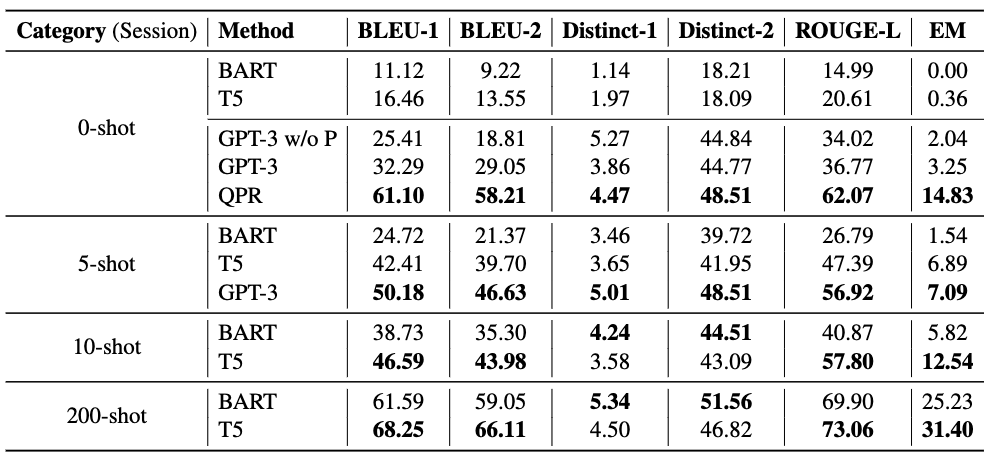 Category (Session) Method BLEU-1 BLEU-2 Distinct-1 Distinct-2 ROUGE-L EM
BART 11.12 9.22 1.14 18.21 14.99 0.00
T5 16.46 13.55 1.97 18.09 20.61 0.36
0-shot
GPT-3 w/o P 25.41 18.81 5.27 44.84 34.02 2.04
GPT-3 32.29 29.05 3.86 44.77 36.77 3.25
QPR 61.10 58.21 4.47 48.51 62.07 14.83
BART 24.72 21.37 3.46 39.72 26.79 1.54
5-shot T5 42.41 39.70 3.65 41.95 47.39 6.89
GPT-3 50.18 46.63 5.01 48.51 56.92 7.09
10-shot
BART 38.73 35.30 4.24 44.51 40.87 5.82
T5 46.59 43.98 3.58 43.09 57.80 12.54
200-shot
BART 61.59 59.05 5.34 51.56 69.90 25.23
T5 68.25 66.11 4.50 46.82 73.06 31.40